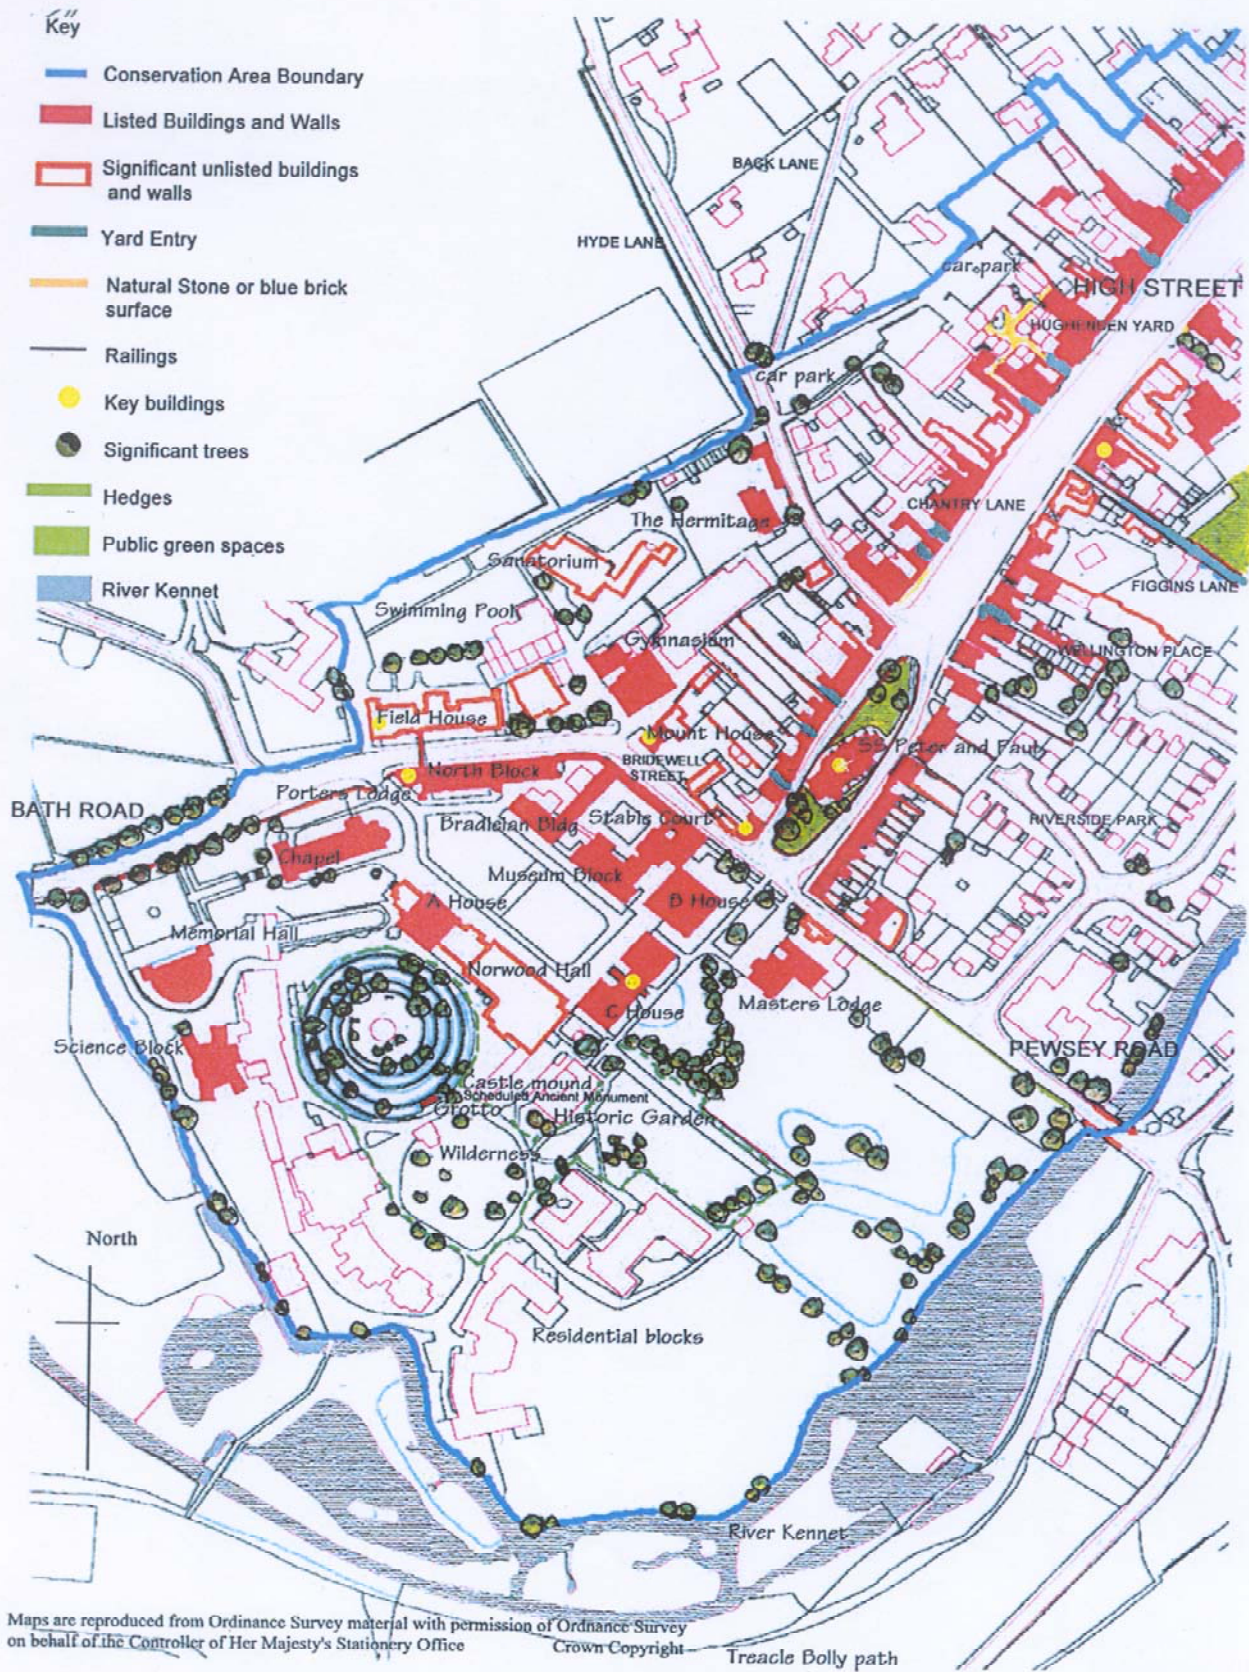 Key
Conservation Area Boundary
Listed Buildings and Walls
Significant unlisted buildings
and walls
Yard Entry
Natural Stone or blue brick
surface
Railings
Key buildings
Significant trees
Hedges
Public green spaces
River Kennet
BACK LANE
HYDE LANE
car park
HIGH STREET
HUGHENDEN YARD
car park
CHANTRY LANE
The Hermitage
Sanatorium
FIGGINS LANE
Swimming Pool
Gymnasium
WELLINGTON PLACE
Field House
Mount House
SS Peter and Paul
BRIDEWELL
STREET
North Block
Porters Lodge
BATH ROAD
Bradleian Bldg
Stable Court
RIVERSIDE PARK
Chapel
Museum Block
A House
B House
Memorial Hall
Norwood Hall
C House
Masters Lodge
Science Block
PEWSEY ROAD
Castle mound
Scheduled Ancient Monument
Grotto
Historic Garden
Wilderness
North
Residential blocks
River Kennet
Maps are reproduced from Ordinance Survey material with permission of Ordnance Survey
on behalf of the Controller of Her Majesty's Stationery Office
Crown Copyright
Treacle Bolly path